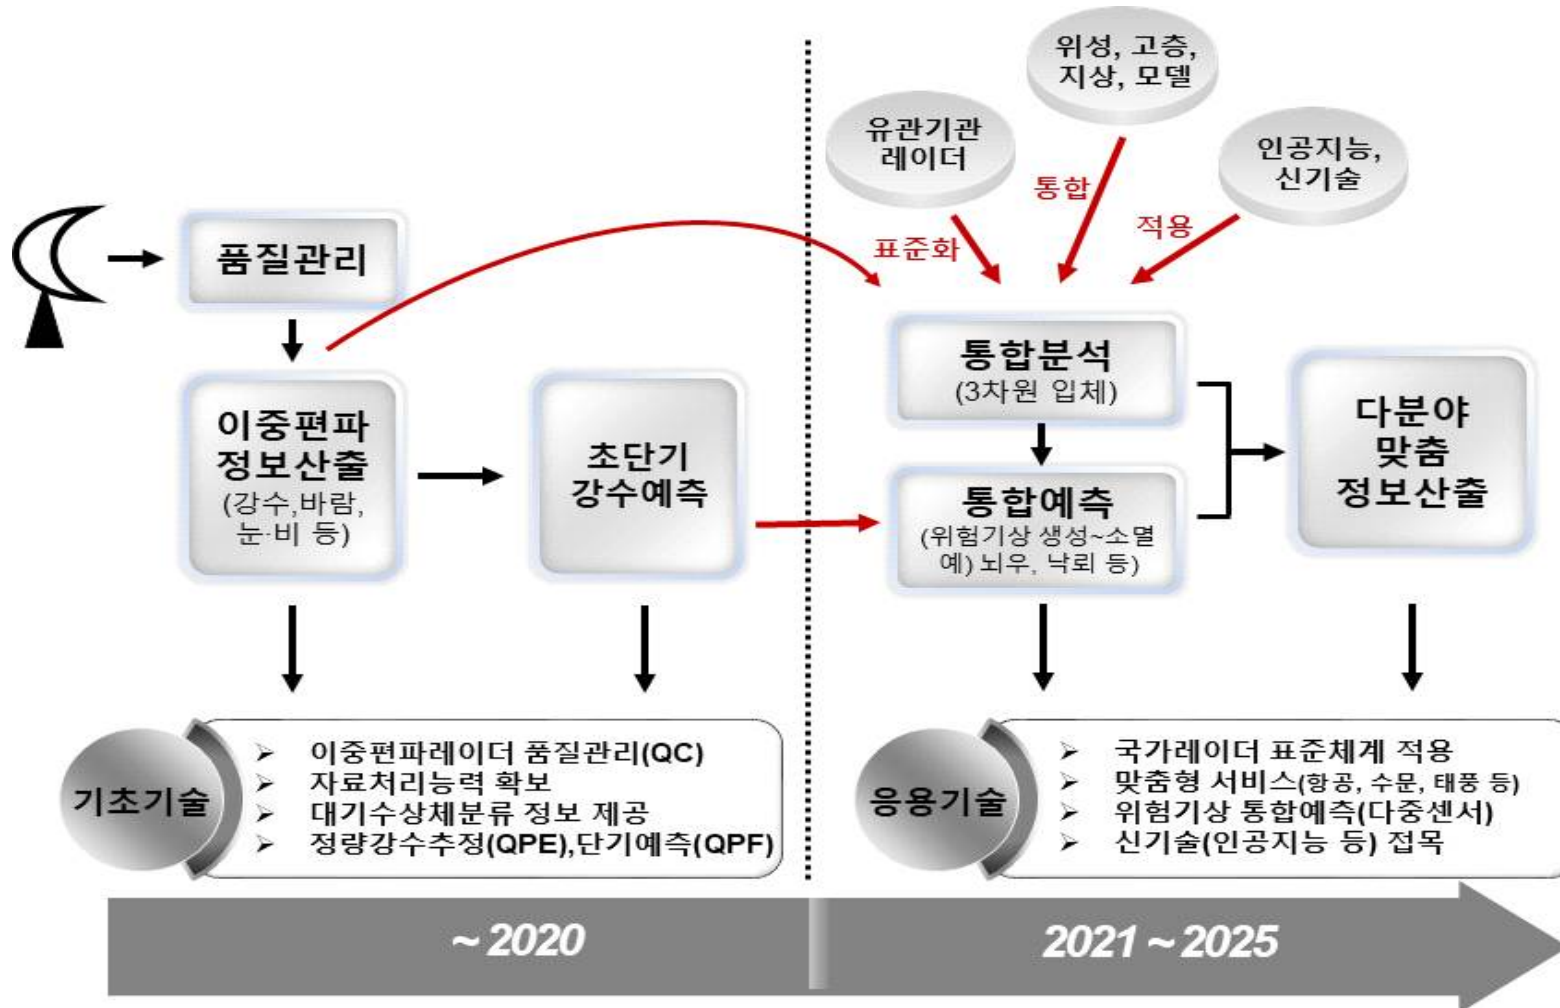 위성, 고층,
지상, 모델
유관기관
레이더
인공지능,
신기술
통합
적용
표준화
품질관리
이중편파
정보산출
(강수,바람,
눈·비 등)
초단기
강수예측
통합분석
(3차원 입체)
통합예측
(위험기상 생성~소멸
예) 뇌우, 낙뢰 등)
다분야
맞춤
정보산출
기초기술
➢ 이중편파레이더 품질관리(QC)
➢ 자료처리능력 확보
➢ 대기수상체분류 정보 제공
➢ 정량강수추정(QPE),단기예측(QPF)
응용기술
➢ 국가레이더 표준체계 적용
➢ 맞춤형 서비스(항공, 수문, 태풍 등)
➢ 위험기상 통합예측(다중센서)
➢ 신기술(인공지능 등) 접목
~ 2020
2021 ~ 2025